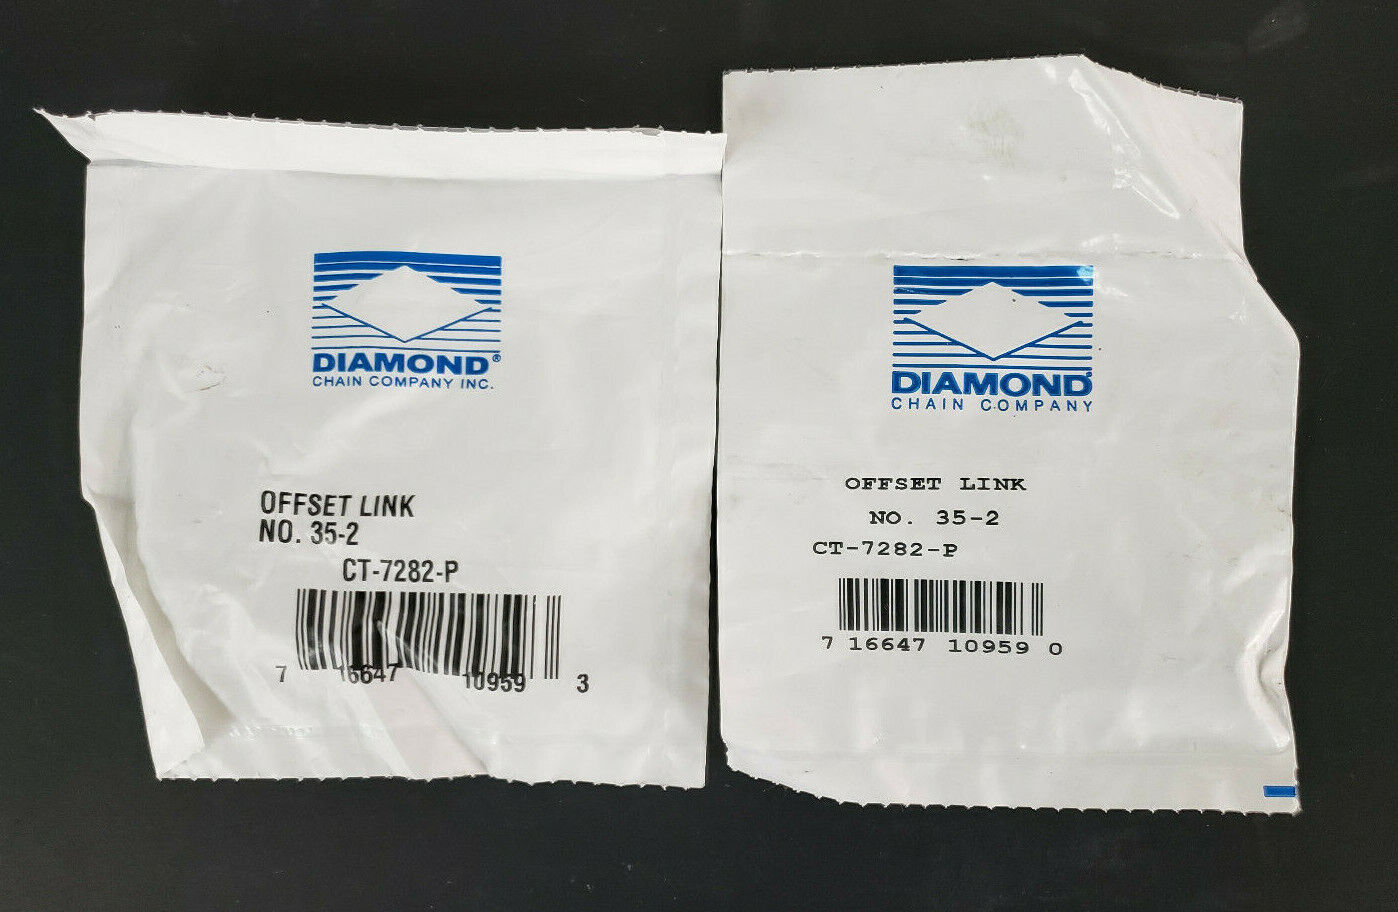 DIAMOND®
CHAIN COMPANY INC.
OFFSET LINK
NO. 35-2
CT-7282-P
7 16647 10959 3
DIAMOND®
CHAIN COMPANY
OFFSET LINK
NO. 35-2
CT-7282-P
7 16647 10959 0